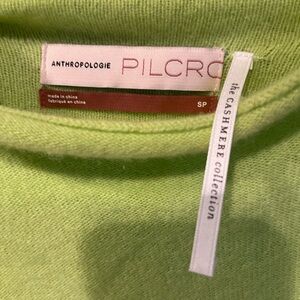 ANTHROPOLOGIE PILCRO
made in china
fabriqué en chine
SP
the CASHMERE collection